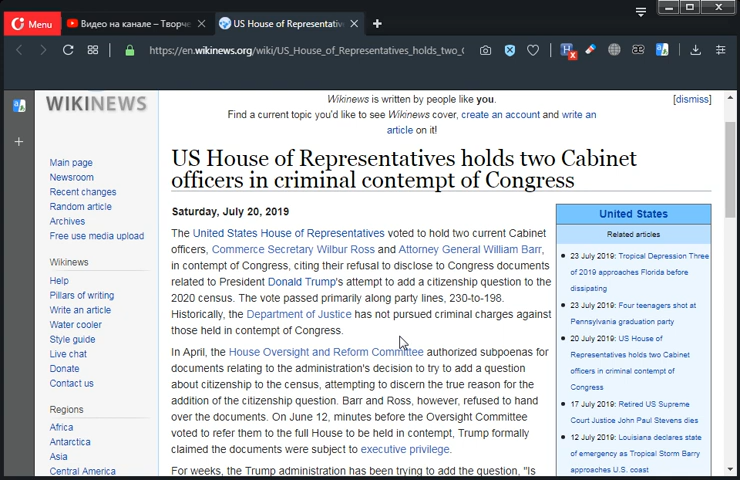 Menu
Видео на канале – Творче
US House of Representative
https://en.wikinews.org/wiki/US_House_of_Representatives_holds_two_C
WIKINEWS
Wikinews is written by people like you.
[dismiss]
Find a current topic you'd like to see Wikinews cover, create an account and write an
article on it!
US House of Representatives holds two Cabinet
officers in criminal contempt of Congress
Main page
Newsroom
Recent changes
Random article
Archives
Free use media upload
Wikinews
Help
Pillars of writing
Write an article
Water cooler
Style guide
Live chat
Donate
Contact us
Regions
Africa
Antarctica
Asia
Central America
Saturday, July 20, 2019
The United States House of Representatives voted to hold two current Cabinet
officers, Commerce Secretary Wilbur Ross and Attorney General William Barr,
in contempt of Congress, citing their refusal to disclose to Congress documents
related to President Donald Trump's attempt to add a citizenship question to the
2020 census. The vote passed primarily along party lines, 230-to-198.
Historically, the Department of Justice has not pursued criminal charges against
those held in contempt of Congress.
In April, the House Oversight and Reform Committee authorized subpoenas for
documents relating to the administration's decision to try to add a question
about citizenship to the census, attempting to discern the true reason for the
addition of the citizenship question. Barr and Ross, however, refused to hand
over the documents. On June 12, minutes before the Oversight Committee
voted to refer them to the full House to be held in contempt, Trump formally
claimed the documents were subject to executive privilege.
For weeks, the Trump administration has been trying to add the question, "Is
United States
Related articles
23 July 2019: Tropical Depression Three
of 2019 approaches Florida before
dissipating
23 July 2019: Four teenagers shot at
Pennsylvania graduation party
20 July 2019: US House of
Representatives holds two Cabinet
officers in criminal contempt of
Congress
17 July 2019: Retired US Supreme
Court Justice John Paul Stevens dies
12 July 2019: Louisiana declares state
of emergency as Tropical Storm Barry
approaches U.S. coast